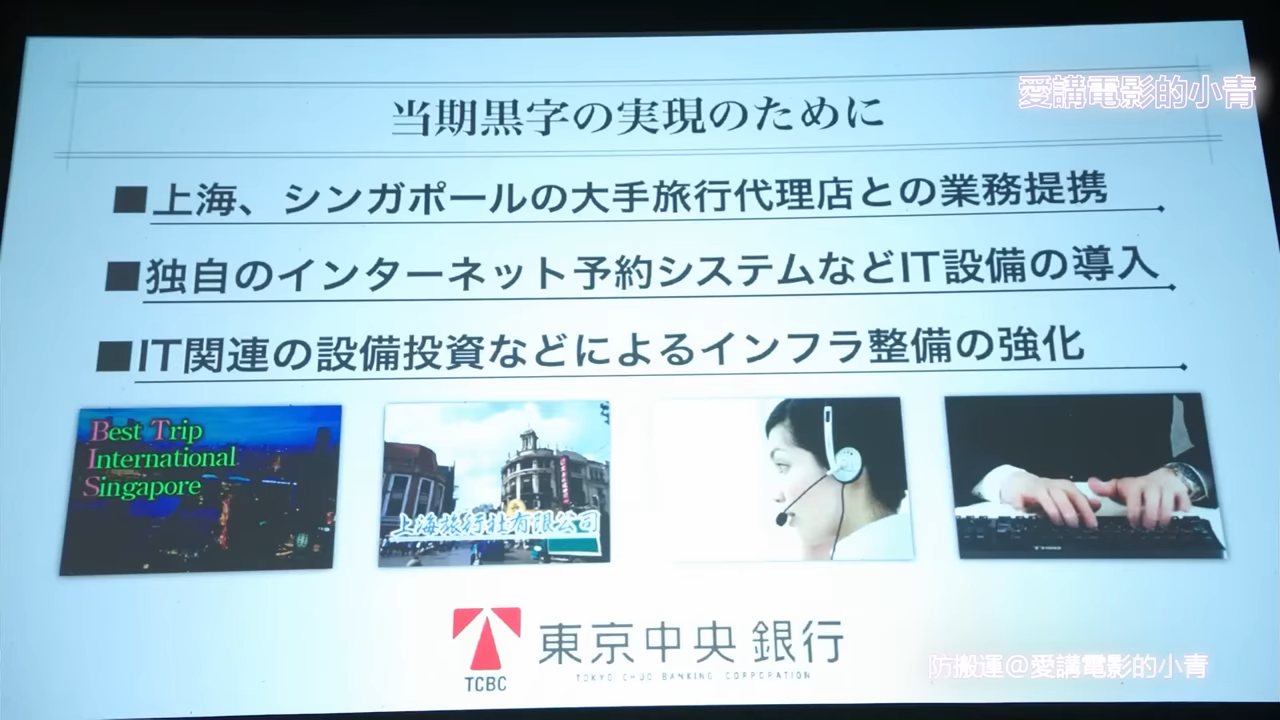 愛講電影的小青
当期黒字の実現のために
■上海、シンガポールの大手旅行代理店との業務提携
■独自のインターネット予約システムなどIT設備の導入
■IT関連の設備投資などによるインフラ整備の強化
Best Trip
International
Singapore
上海旅行社有限公司
東京中央銀行
TOKYO CHUO BANKING CORPORATION
TCBC
防搬運@愛講電影的小青